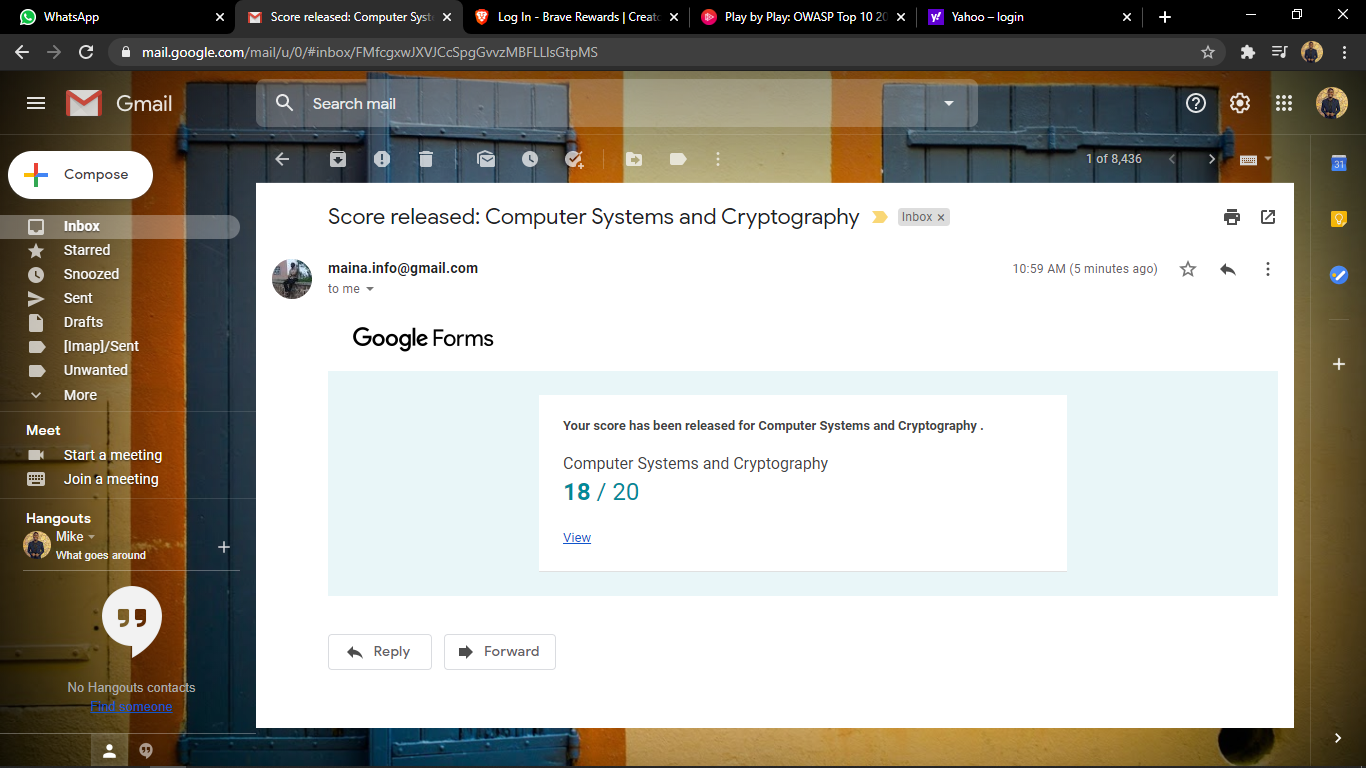 WhatsApp
Score released: Computer Syst
Log In - Brave Rewards | Creato
Play by Play: OWASP Top 10 20
Yahoo – login
mail.google.com/mail/u/0/#inbox/FMfcgxwJXVJCcSpgGvvzMBFLLlsGtpMS
Gmail
Search mail
Compose
1 of 8,436
31
Inbox
Starred
Snoozed
Sent
Drafts
[Imap]/Sent
Unwanted
More
Meet
Start a meeting
Join a meeting
Hangouts
Mike
What goes around
No Hangouts contacts
Find someone
Score released: Computer Systems and Cryptography
Inbox x
maina.info@gmail.com
10:59 AM (5 minutes ago)
to me
Google Forms
Your score has been released for Computer Systems and Cryptography .
Computer Systems and Cryptography
18 / 20
View
Reply
Forward